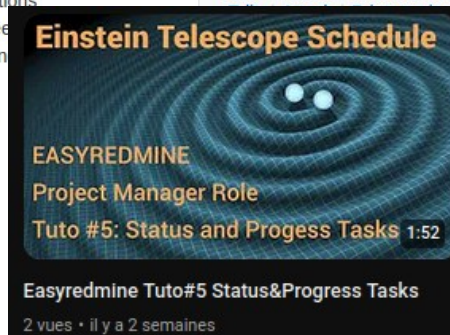 Einstein Telescope Schedule
EASYREDMINE
Project Manager Role
Tuto #5: Status and Progess Tasks
1:52
Easyredmine Tuto#5 Status&Progress Tasks
2 vues • il y a 2 semaines